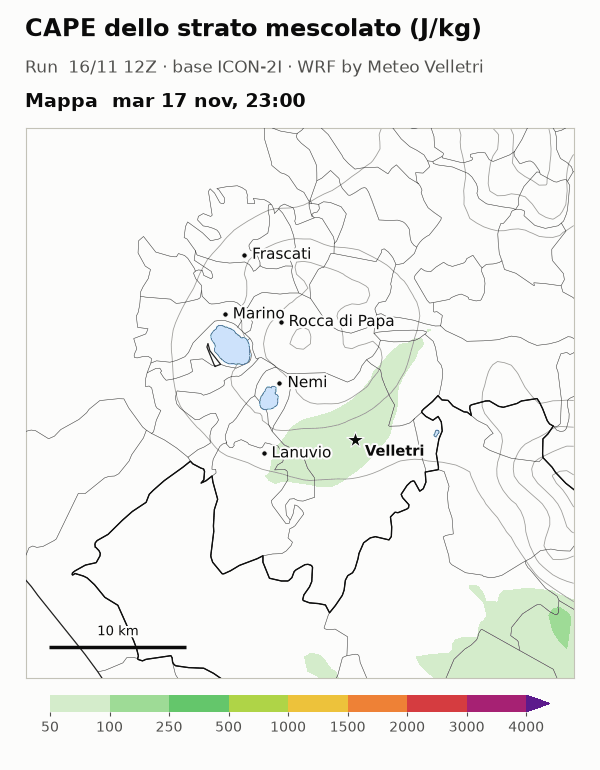 CAPE dello strato mescolato (J/kg)
Run  16/11 12Z · base ICON-2I · WRF by Meteo Velletri
Mappa  mar 17 nov, 23:00
Frascati
Marino
Rocca di Papa
Nemi
Velletri
Lanuvio
10 km
50 100 250 500 1000 1500 2000 3000 4000